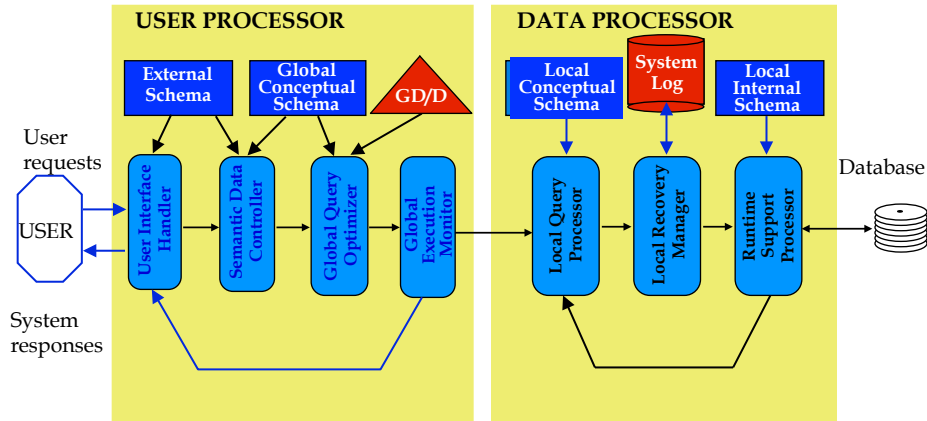 USER PROCESSOR
DATA PROCESSOR
External
Schema
Global
Conceptual
Schema
GD/D
Local
Conceptual
Schema
System
Log
Local
Internal
Schema
User
requests
USER
System
responses
User Interface
Handler
Semantic Data
Controller
Global Query
Optimizer
Global
Execution
Monitor
Local Query
Processor
Local Recovery
Manager
Runtime
Support
Processor
Database